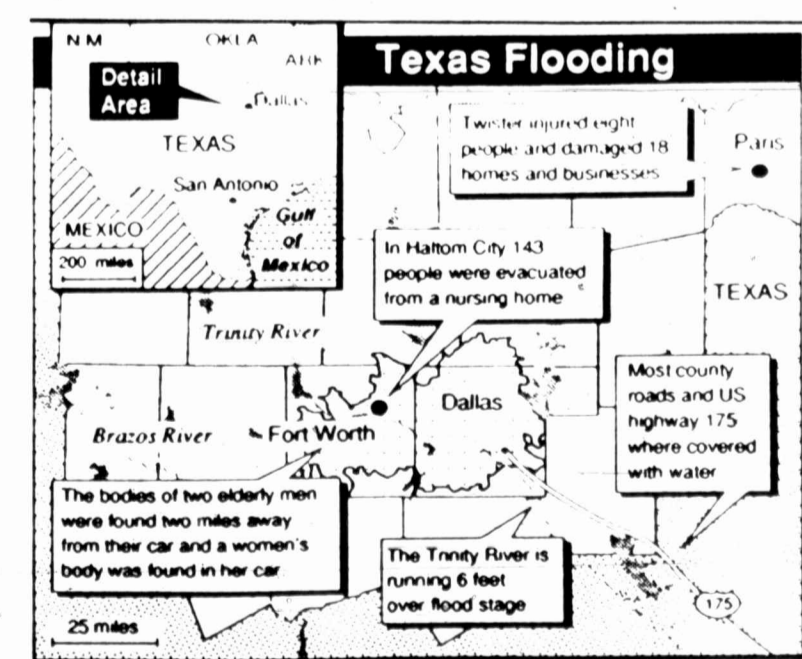 Texas Flooding
N M
OKLA
ARK
Detail
Area
Dallas
TEXAS
San Antonio
MEXICO
Gulf
of
Mexico
200 miles
Twister injured eight
people and damaged 18
homes and businesses
Paris
In Haltom City 143
people were evacuated
from a nursing home
TEXAS
Trinity River
Most county
roads and US
highway 175
where covered
with water
Dallas
Brazos River
Fort Worth
The bodies of two elderly men
were found two miles away
from their car and a women's
body was found in her car
The Trinity River is
running 6 feet
over flood stage
175
25 miles